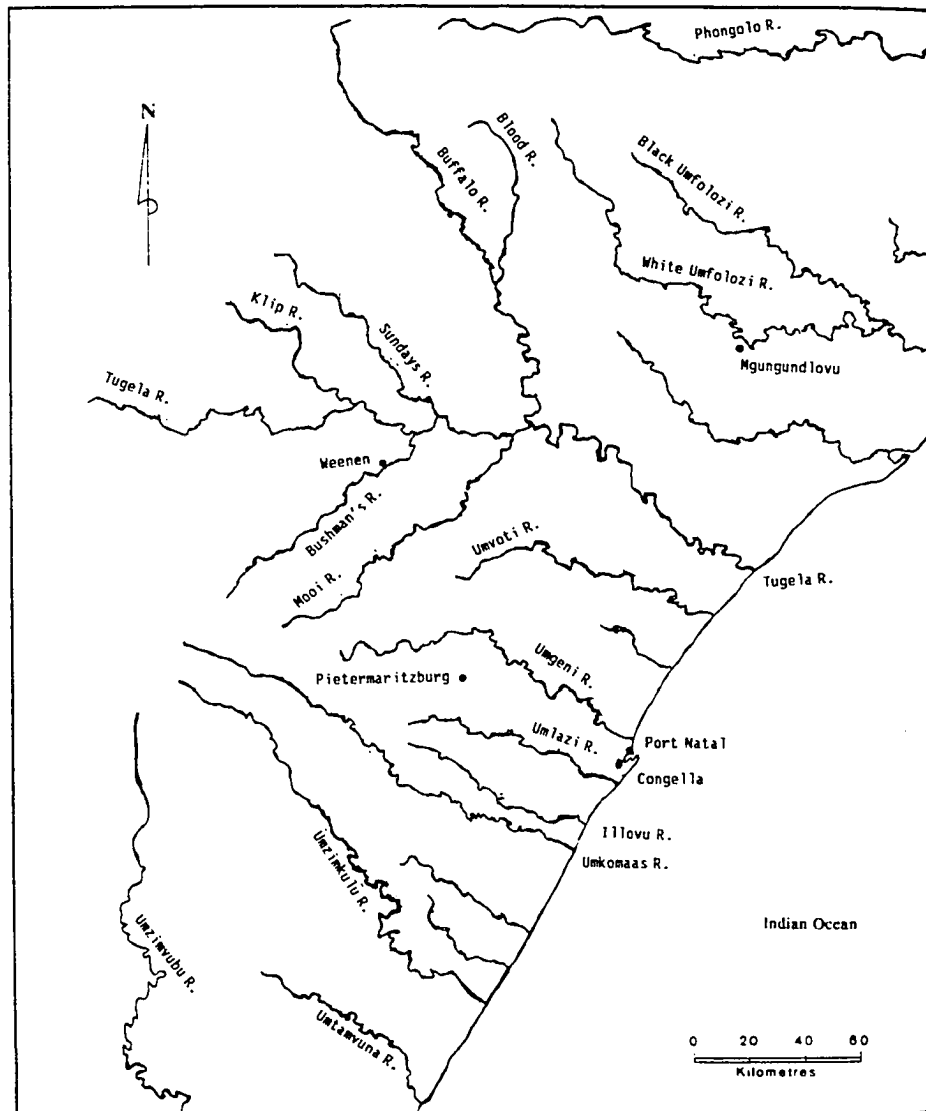 Phongolo R.
N
Blood R.
Buffalo R.
Black Umfolozi R.
White Umfolozi R.
Klip R.
Sundays R.
Mgungundlovu
Tugela R.
Weenen
Bushman's R.
Umvoti R.
Mooi R.
Tugela R.
Umgeni R.
Pietermaritzburg
Umlazi R.
Port Natal
Congella
Illovu R.
Umkomaas R.
Umzimkulu R.
Umzimvubu R.
Indian Ocean
Umtamvuna R.
0 20 40 60
Kilometres